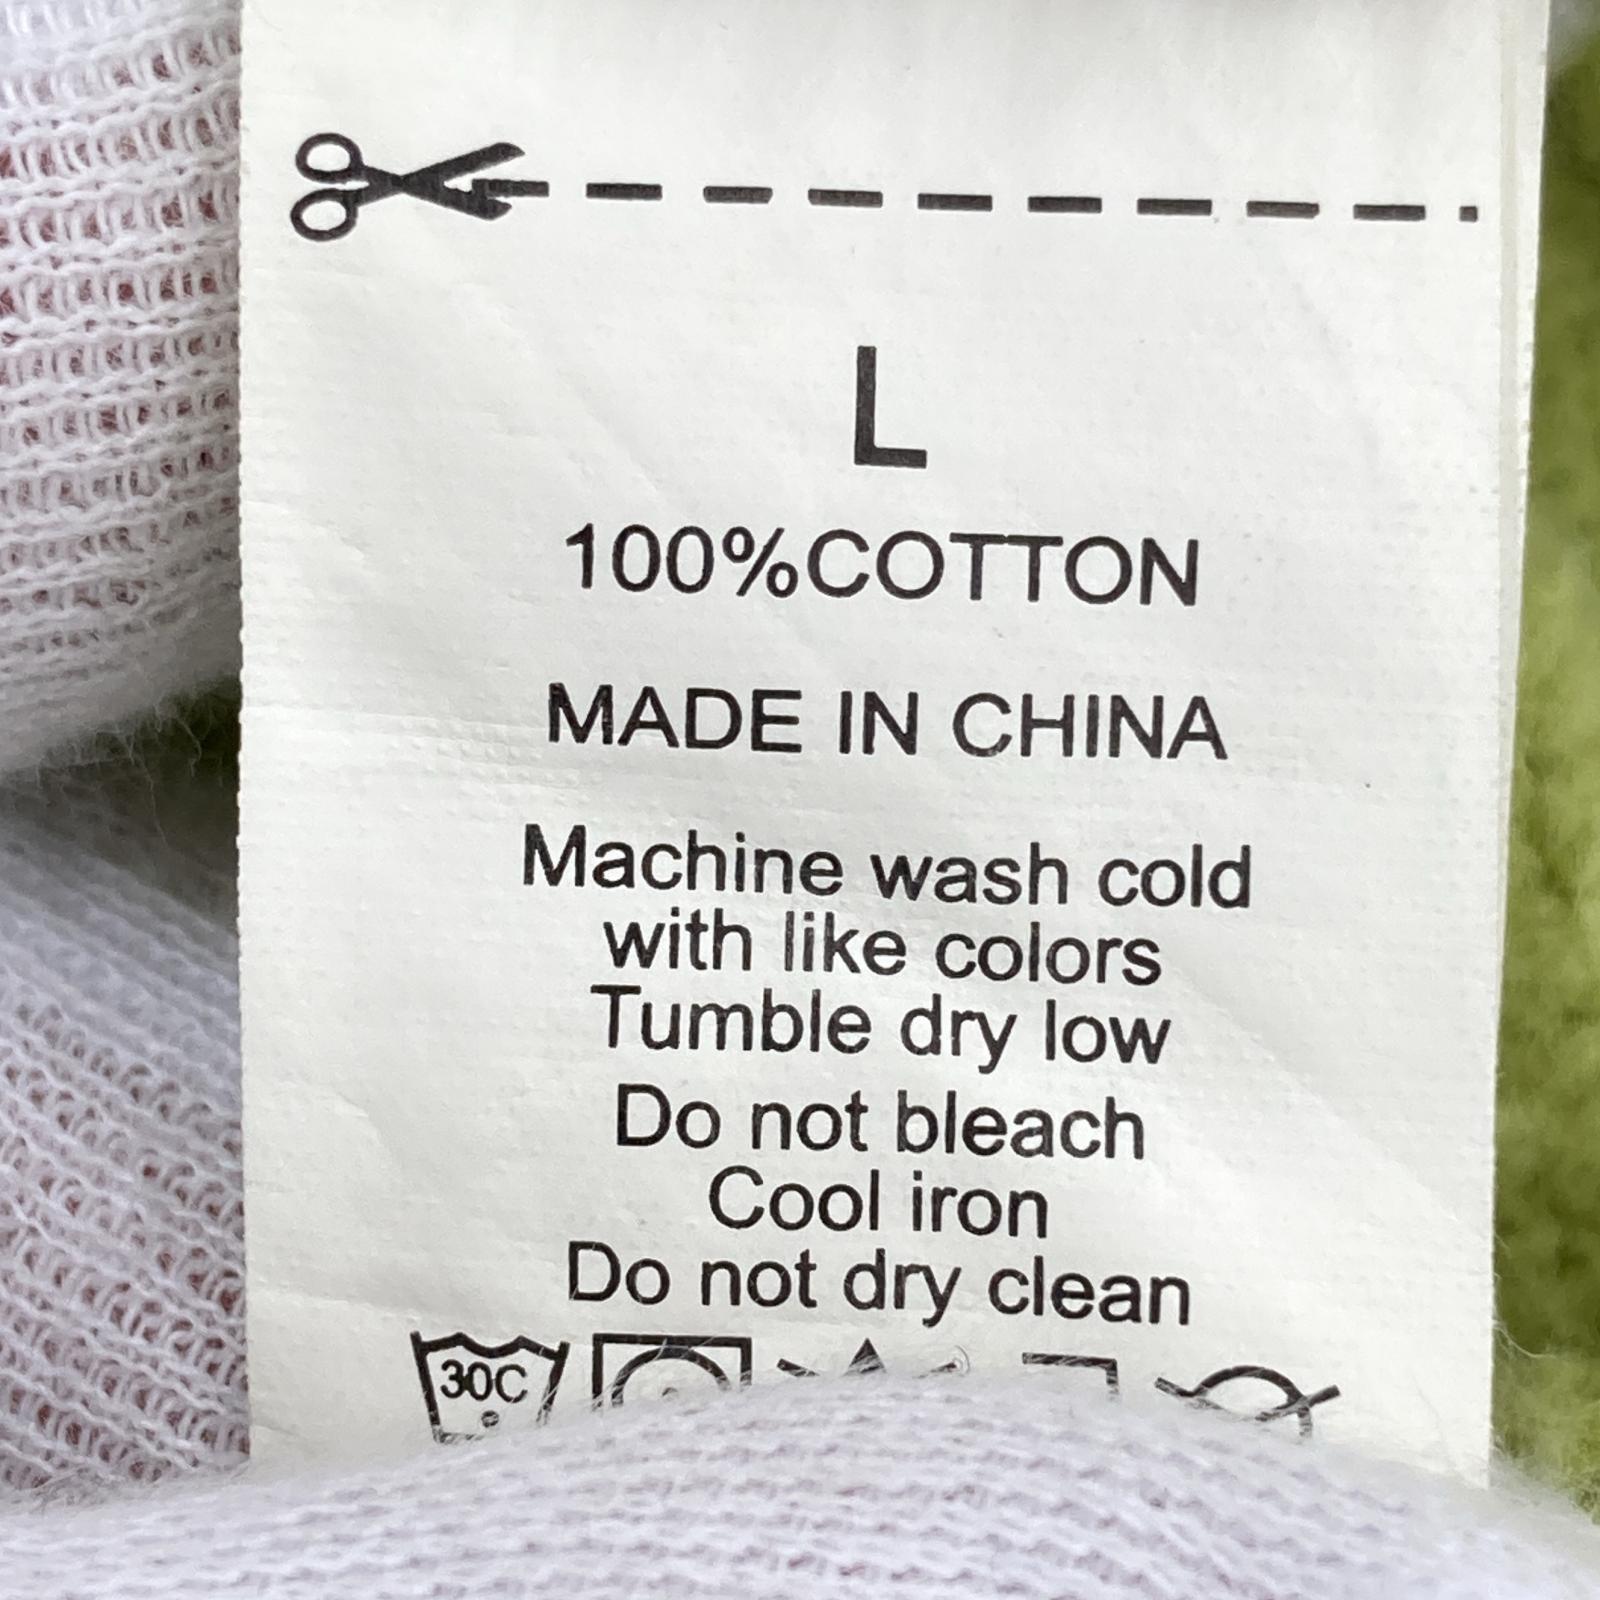 L
100%COTTON
MADE IN CHINA
Machine wash cold
with like colors
Tumble dry low
Do not bleach
Cool iron
Do not dry clean
30C